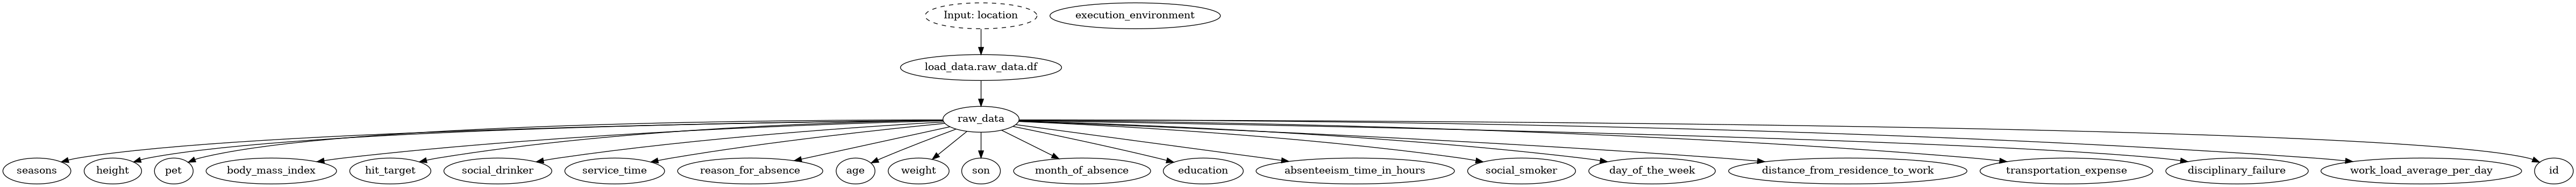 Input: location
execution_environment
load_data.raw_data.df
raw_data
seasons
height
pet
body_mass_index
hit_target
social_drinker
service_time
reason_for_absence
age
weight
son
month_of_absence
education
absenteeism_time_in_hours
social_smoker
day_of_the_week
distance_from_residence_to_work
transportation_expense
disciplinary_failure
work_load_average_per_day
id